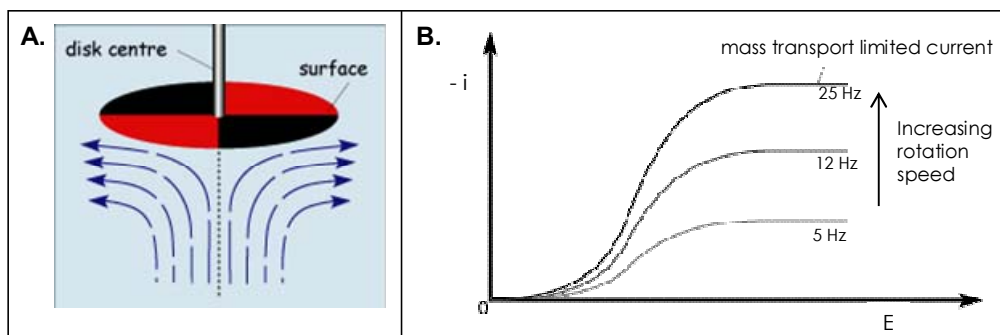 A.
disk centre
surface
B.
mass transport limited current
- i
25 Hz
Increasing
rotation
speed
12 Hz
5 Hz
0
E